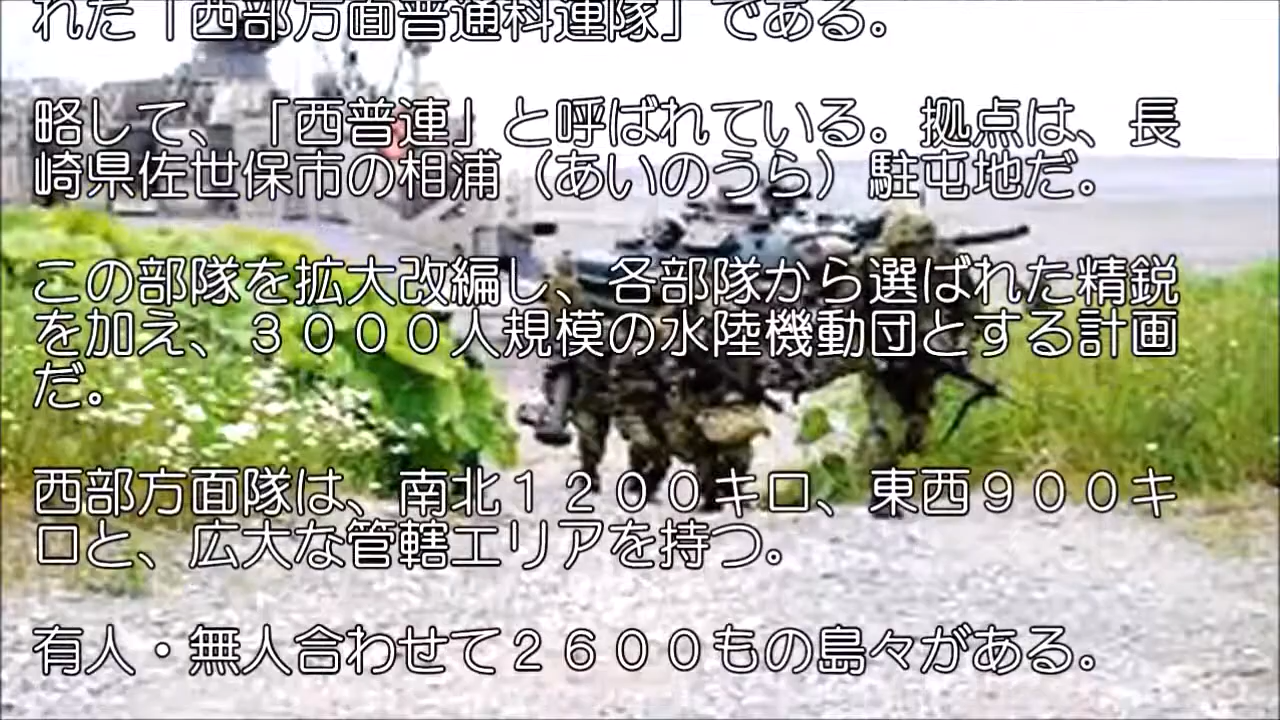 れた「西部方面普通科連隊」である。
略して、「西普連」と呼ばれている。拠点は、長
崎県佐世保市の相浦（あいのうら）駐屯地だ。
この部隊を拡大改編し、各部隊から選ばれた精鋭
を加え、３０００人規模の水陸機動団とする計画
だ。
西部方面隊は、南北１２００キロ、東西９００キ
ロと、広大な管轄エリアを持つ。
有人・無人合わせて２６００もの島々がある。